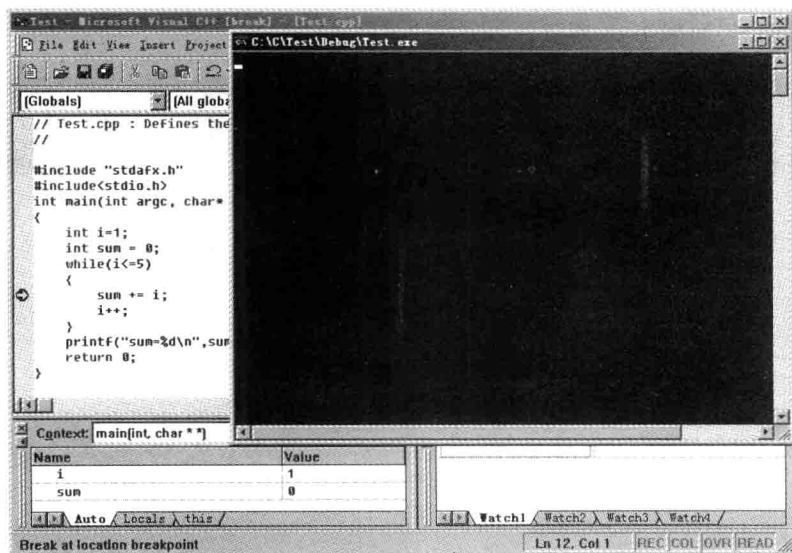 Test - Microsoft Visual C++ [break] - [Test.cpp]
File Edit View Insert Project
C:\C\Test\Debug\Test.exe
(Globals)
(All globa
// Test.cpp : Defines the
//
#include "stdafx.h"
#include<stdio.h>
int main(int argc, char*
{
int i=1;
int sum = 0;
while(i<=5)
{
sum += i;
i++;
}
printf("sum=%d\n",sum
return 0;
}
Context: main(int, char * *)
Name Value
i 1
sum 0
Auto Locals this
Watch1 Watch2 Watch3 Watch4
Break at location breakpoint
Ln 12, Col 1 REC COL OVR READ